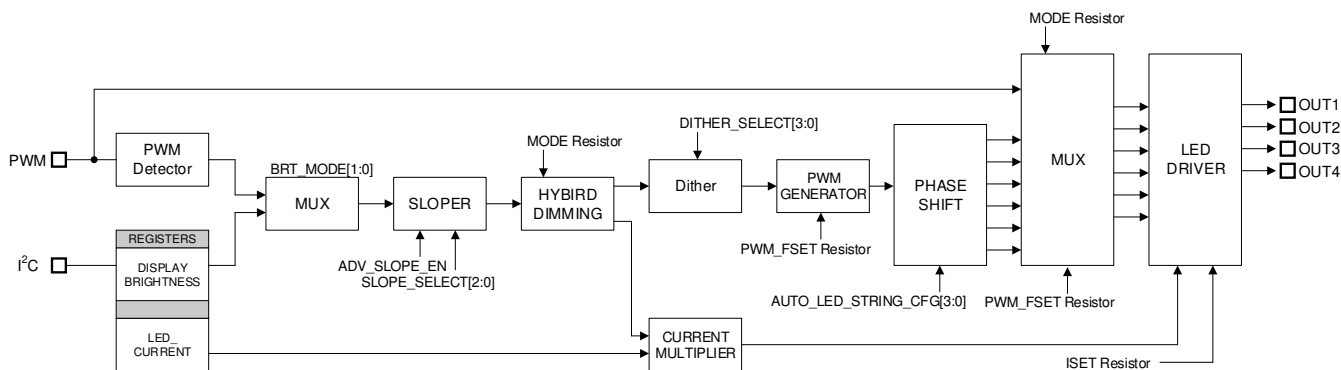 MODE Resistor
OUT1
DITHER_SELECT[3:0]
OUT2
MODE Resistor
PWM
PWM
Detector
BRT_MODE[1:0]
MUX
SLOPER
HYBIRD
DIMMING
Dither
PWM
GENERATOR
PHASE
SHIFT
MUX
LED
DRIVER
OUT3
OUT4
REGISTERS
I²C
DISPLAY
BRIGHTNESS
ADV_SLOPE_EN
SLOPE_SELECT[2:0]
PWM_FSET Resistor
AUTO_LED_STRING_CFG[3:0]
PWM_FSET Resistor
LED_
CURRENT
CURRENT
MULTIPLIER
ISET Resistor